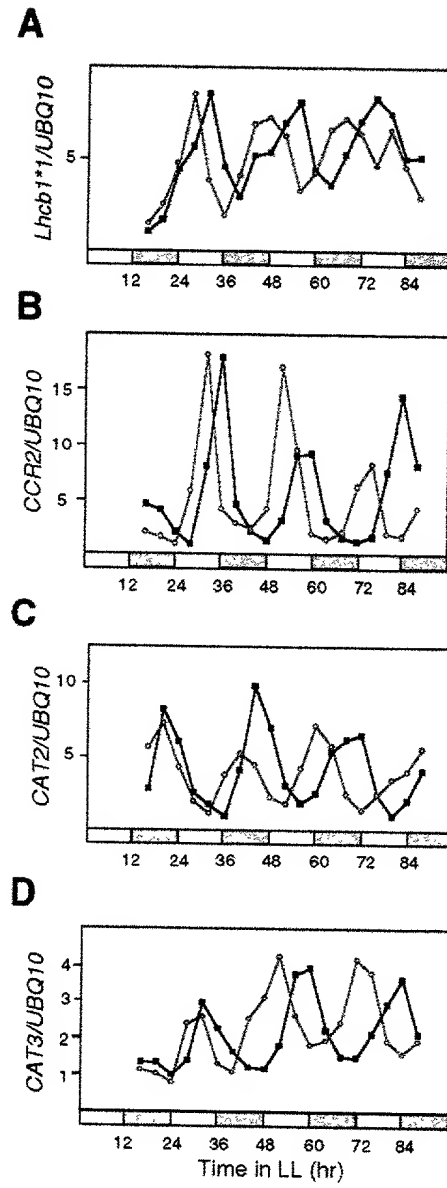 A
Lhcb1*1/UBQ10
5
12 24 36 48 60 72 84
B
CCR2/UBQ10
15
10
5
12 24 36 48 60 72 84
C
CAT2/UBQ10
10
5
12 24 36 48 60 72 84
D
CAT3/UBQ10
4
3
2
1
12 24 36 48 60 72 84
Time in LL (hr)